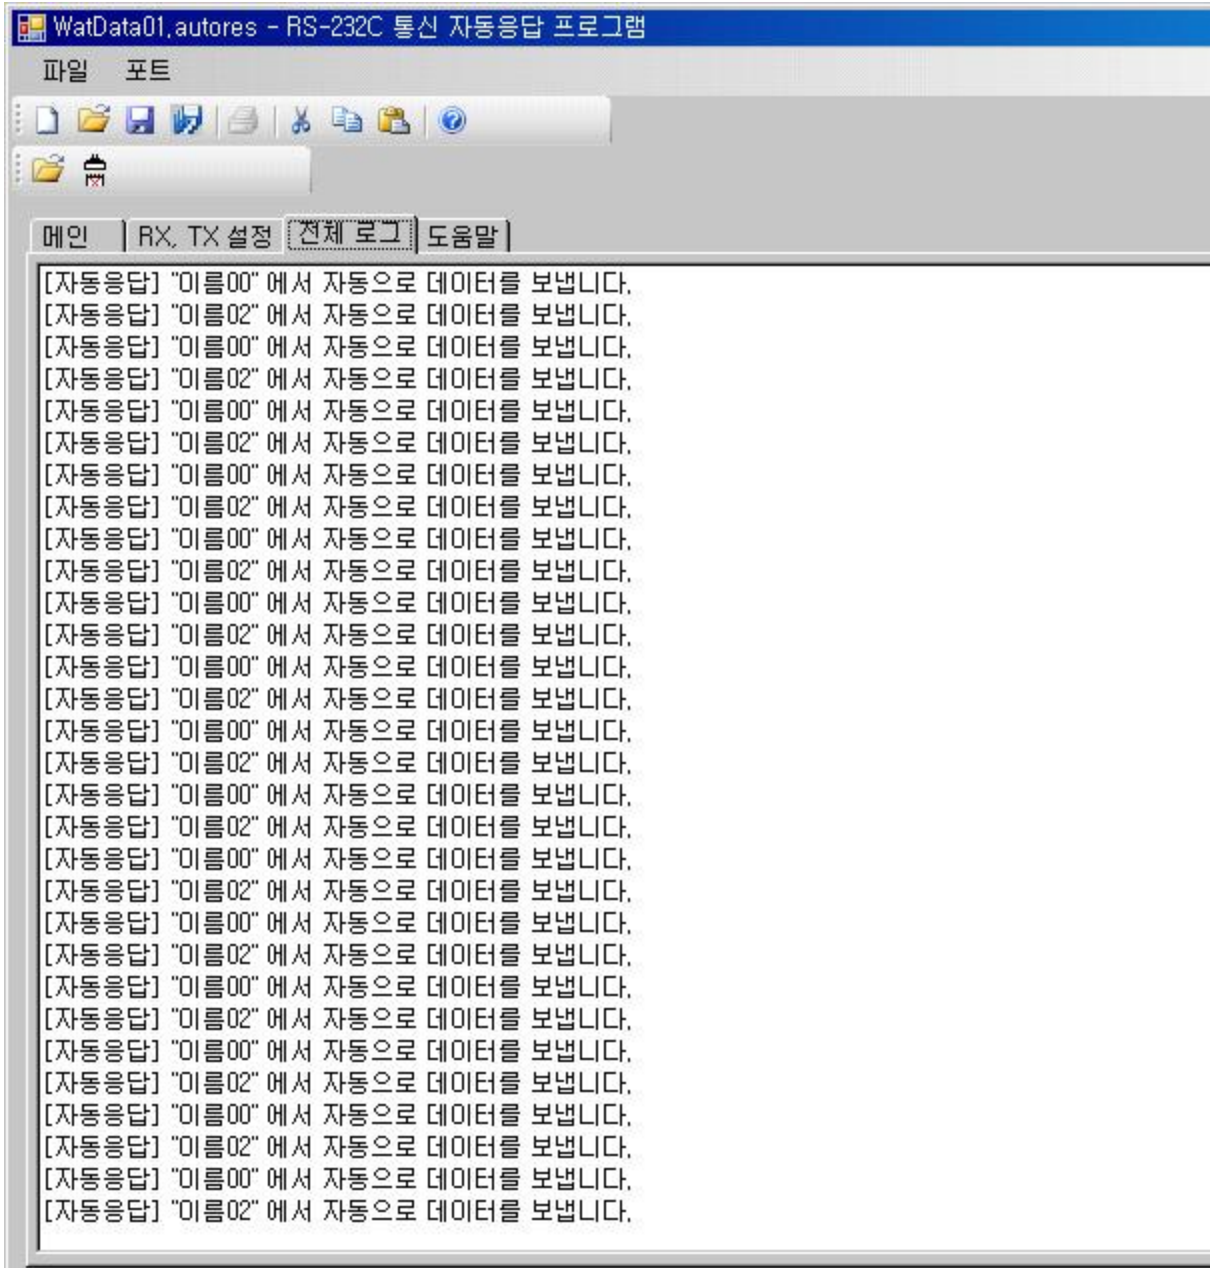 WatData01.autores - RS-232C 통신 자동응답 프로그램
파일 포트
메인 RX, TX 설정 전체 로그 도움말
[자동응답] "이름00" 에서 자동으로 데이터를 보냅니다.
[자동응답] "이름02" 에서 자동으로 데이터를 보냅니다.
[자동응답] "이름00" 에서 자동으로 데이터를 보냅니다.
[자동응답] "이름02" 에서 자동으로 데이터를 보냅니다.
[자동응답] "이름00" 에서 자동으로 데이터를 보냅니다.
[자동응답] "이름02" 에서 자동으로 데이터를 보냅니다.
[자동응답] "이름00" 에서 자동으로 데이터를 보냅니다.
[자동응답] "이름02" 에서 자동으로 데이터를 보냅니다.
[자동응답] "이름00" 에서 자동으로 데이터를 보냅니다.
[자동응답] "이름02" 에서 자동으로 데이터를 보냅니다.
[자동응답] "이름00" 에서 자동으로 데이터를 보냅니다.
[자동응답] "이름02" 에서 자동으로 데이터를 보냅니다.
[자동응답] "이름00" 에서 자동으로 데이터를 보냅니다.
[자동응답] "이름02" 에서 자동으로 데이터를 보냅니다.
[자동응답] "이름00" 에서 자동으로 데이터를 보냅니다.
[자동응답] "이름02" 에서 자동으로 데이터를 보냅니다.
[자동응답] "이름00" 에서 자동으로 데이터를 보냅니다.
[자동응답] "이름02" 에서 자동으로 데이터를 보냅니다.
[자동응답] "이름00" 에서 자동으로 데이터를 보냅니다.
[자동응답] "이름02" 에서 자동으로 데이터를 보냅니다.
[자동응답] "이름00" 에서 자동으로 데이터를 보냅니다.
[자동응답] "이름02" 에서 자동으로 데이터를 보냅니다.
[자동응답] "이름00" 에서 자동으로 데이터를 보냅니다.
[자동응답] "이름02" 에서 자동으로 데이터를 보냅니다.
[자동응답] "이름00" 에서 자동으로 데이터를 보냅니다.
[자동응답] "이름02" 에서 자동으로 데이터를 보냅니다.
[자동응답] "이름00" 에서 자동으로 데이터를 보냅니다.
[자동응답] "이름02" 에서 자동으로 데이터를 보냅니다.
[자동응답] "이름00" 에서 자동으로 데이터를 보냅니다.
[자동응답] "이름02" 에서 자동으로 데이터를 보냅니다.